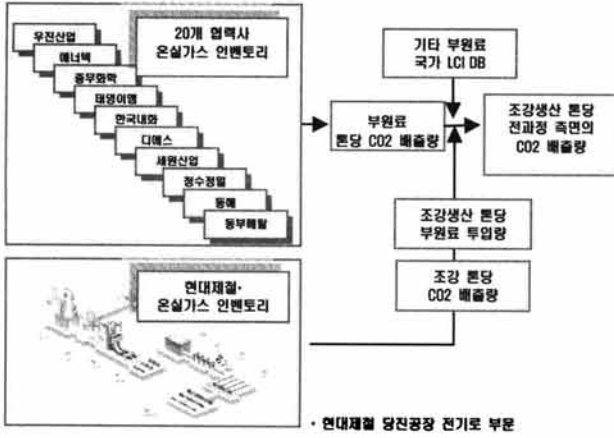 20개 협력사
온실가스 인벤토리
우진산업
에너텍
중무화학
태영이엠
한국내화
디에스
세원산업
정수정밀
동해
동부메탈
기타 부원료
국가 LCI DB
부원료
톤당 CO2 배출량
조강생산 톤당
전과정 측면의
CO2 배출량
조강생산 톤당
부원료 투입량
조강 톤당
CO2 배출량
현대제철·
온실가스 인벤토리
· 현대제철 당진공장 전기로 부문